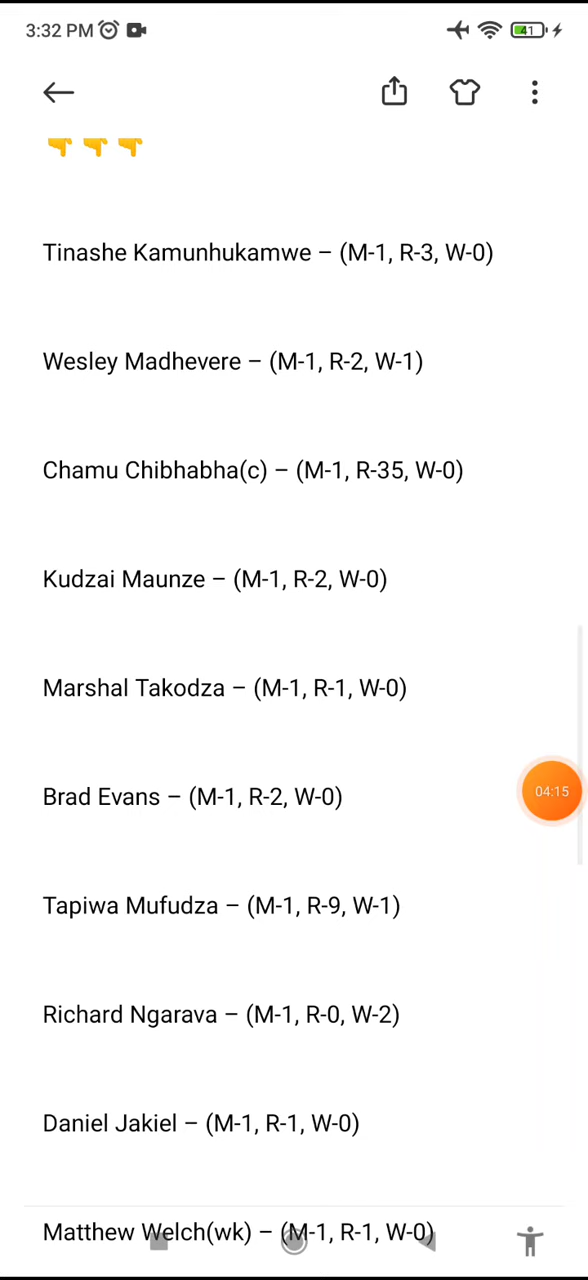 3:32 PM
41
👇 👇 👇
Tinashe Kamunhukamwe – (M-1, R-3, W-0)
Wesley Madhevere – (M-1, R-2, W-1)
Chamu Chibhabha(c) – (M-1, R-35, W-0)
Kudzai Maunze – (M-1, R-2, W-0)
Marshal Takodza – (M-1, R-1, W-0)
04:15
Brad Evans – (M-1, R-2, W-0)
Tapiwa Mufudza – (M-1, R-9, W-1)
Richard Ngarava – (M-1, R-0, W-2)
Daniel Jakiel – (M-1, R-1, W-0)
Matthew Welch(wk) – (M-1, R-1, W-0)